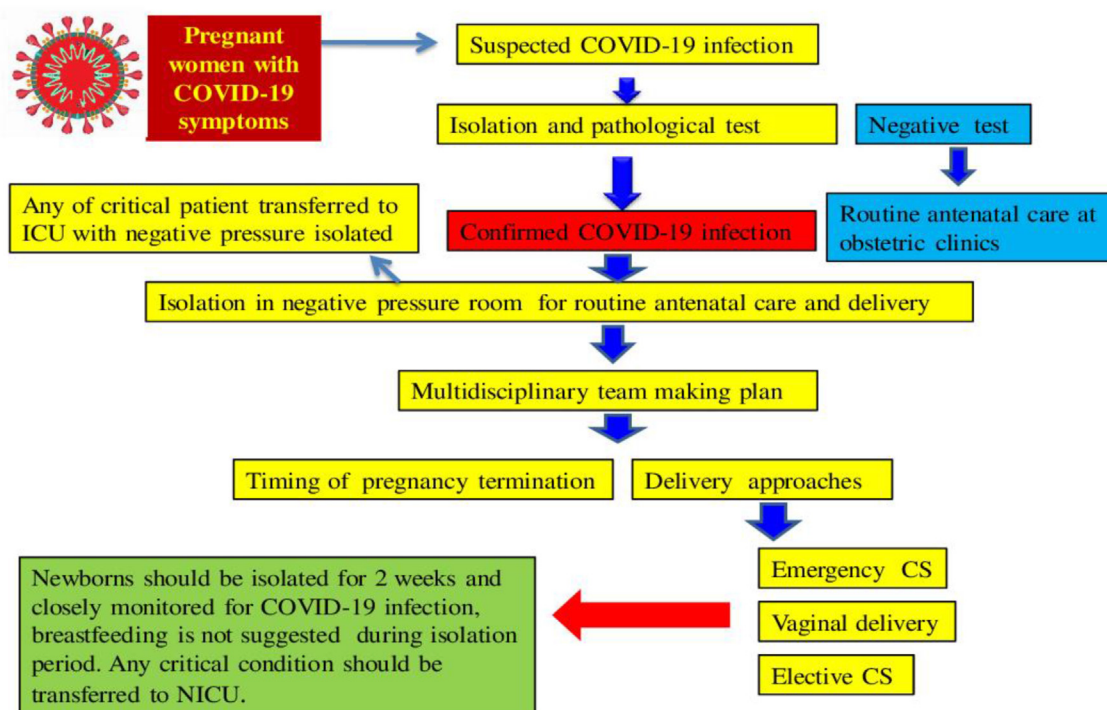 Pregnant
women with
COVID-19
symptoms
Suspected COVID-19 infection
Isolation and pathological test
Negative test
Any of critical patient transferred to
ICU with negative pressure isolated
Confirmed COVID-19 infection
Routine antenatal care at
obstetric clinics
Isolation in negative pressure room for routine antenatal care and delivery
Multidisciplinary team making plan
Timing of pregnancy termination
Delivery approaches
Emergency CS
Vaginal delivery
Elective CS
Newborns should be isolated for 2 weeks and
closely monitored for COVID-19 infection,
breastfeeding is not suggested during isolation
period. Any critical condition should be
transferred to NICU.